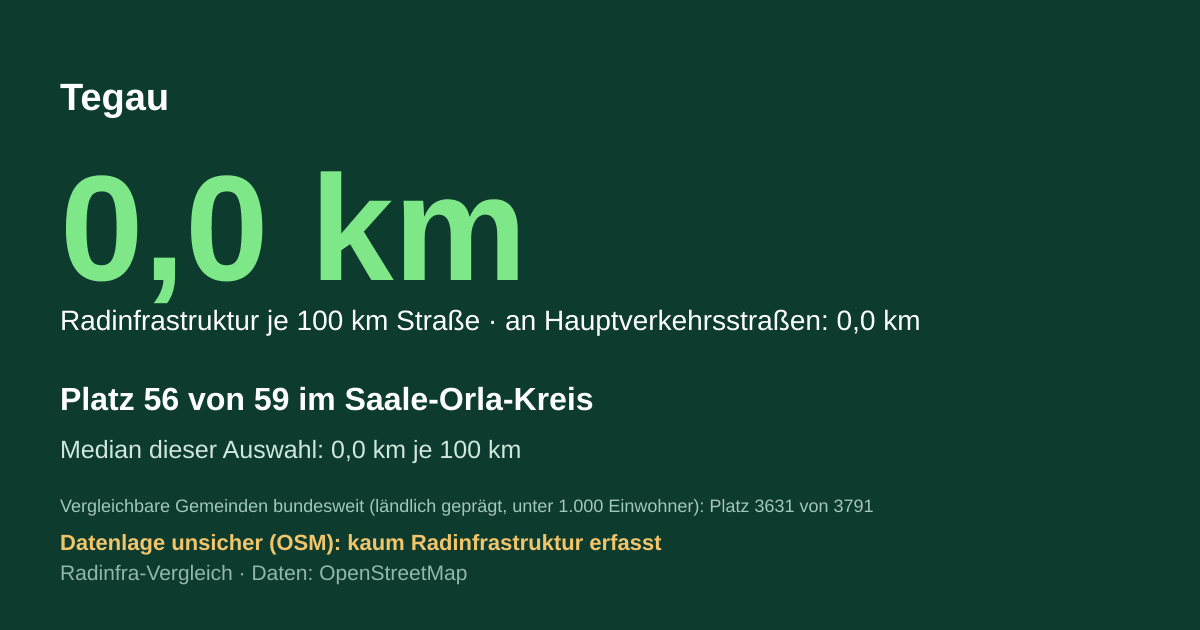 Tegau
0,0 km
Radinfrastruktur je 100 km Straße · an Hauptverkehrsstraßen: 0,0 km
Platz 56 von 59 im Saale-Orla-Kreis
Median dieser Auswahl: 0,0 km je 100 km
Vergleichbare Gemeinden bundesweit (ländlich geprägt, unter 1.000 Einwohner): Platz 3631 von 3791
Datenlage unsicher (OSM): kaum Radinfrastruktur erfasst
Radinfra-Vergleich · Daten: OpenStreetMap